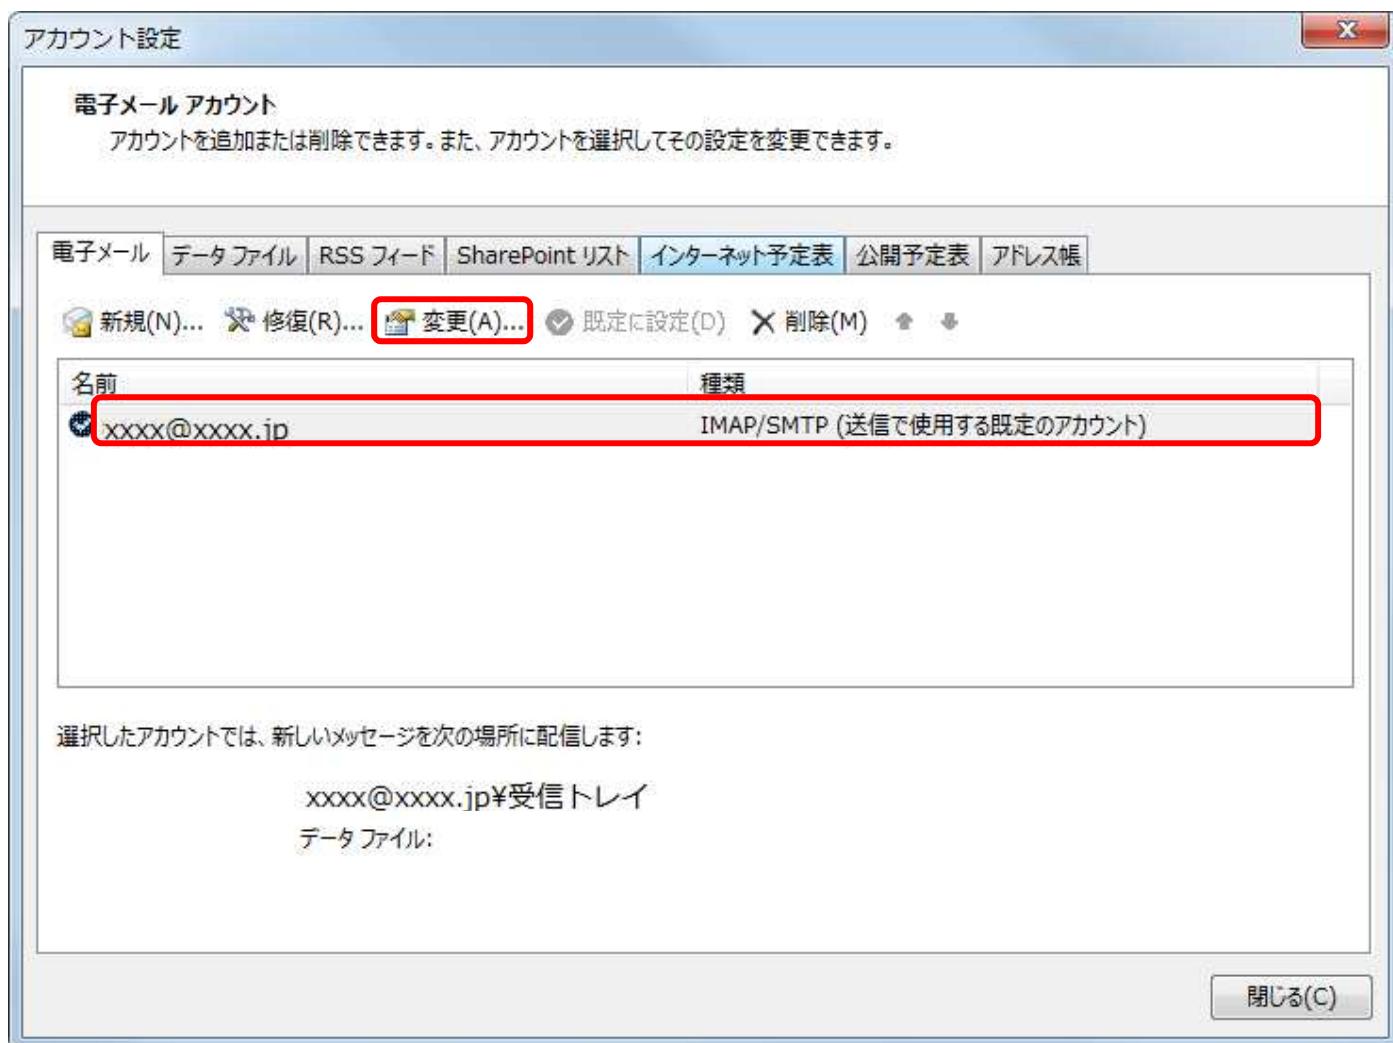 アカウント設定
電子メール アカウント
アカウントを追加または削除できます。また、アカウントを選択してその設定を変更できます。
電子メール データ ファイル RSS フィード SharePoint リスト インターネット予定表 公開予定表 アドレス帳
新規(N)... 修復(R)... 変更(A)... 既定に設定(D) 削除(M)
名前 種類
xxxx@xxxx.jp IMAP/SMTP (送信で使用する既定のアカウント)
選択したアカウントでは、新しいメッセージを次の場所に配信します:
xxxx@xxxx.jp¥受信トレイ
データ ファイル:
閉じる(C)